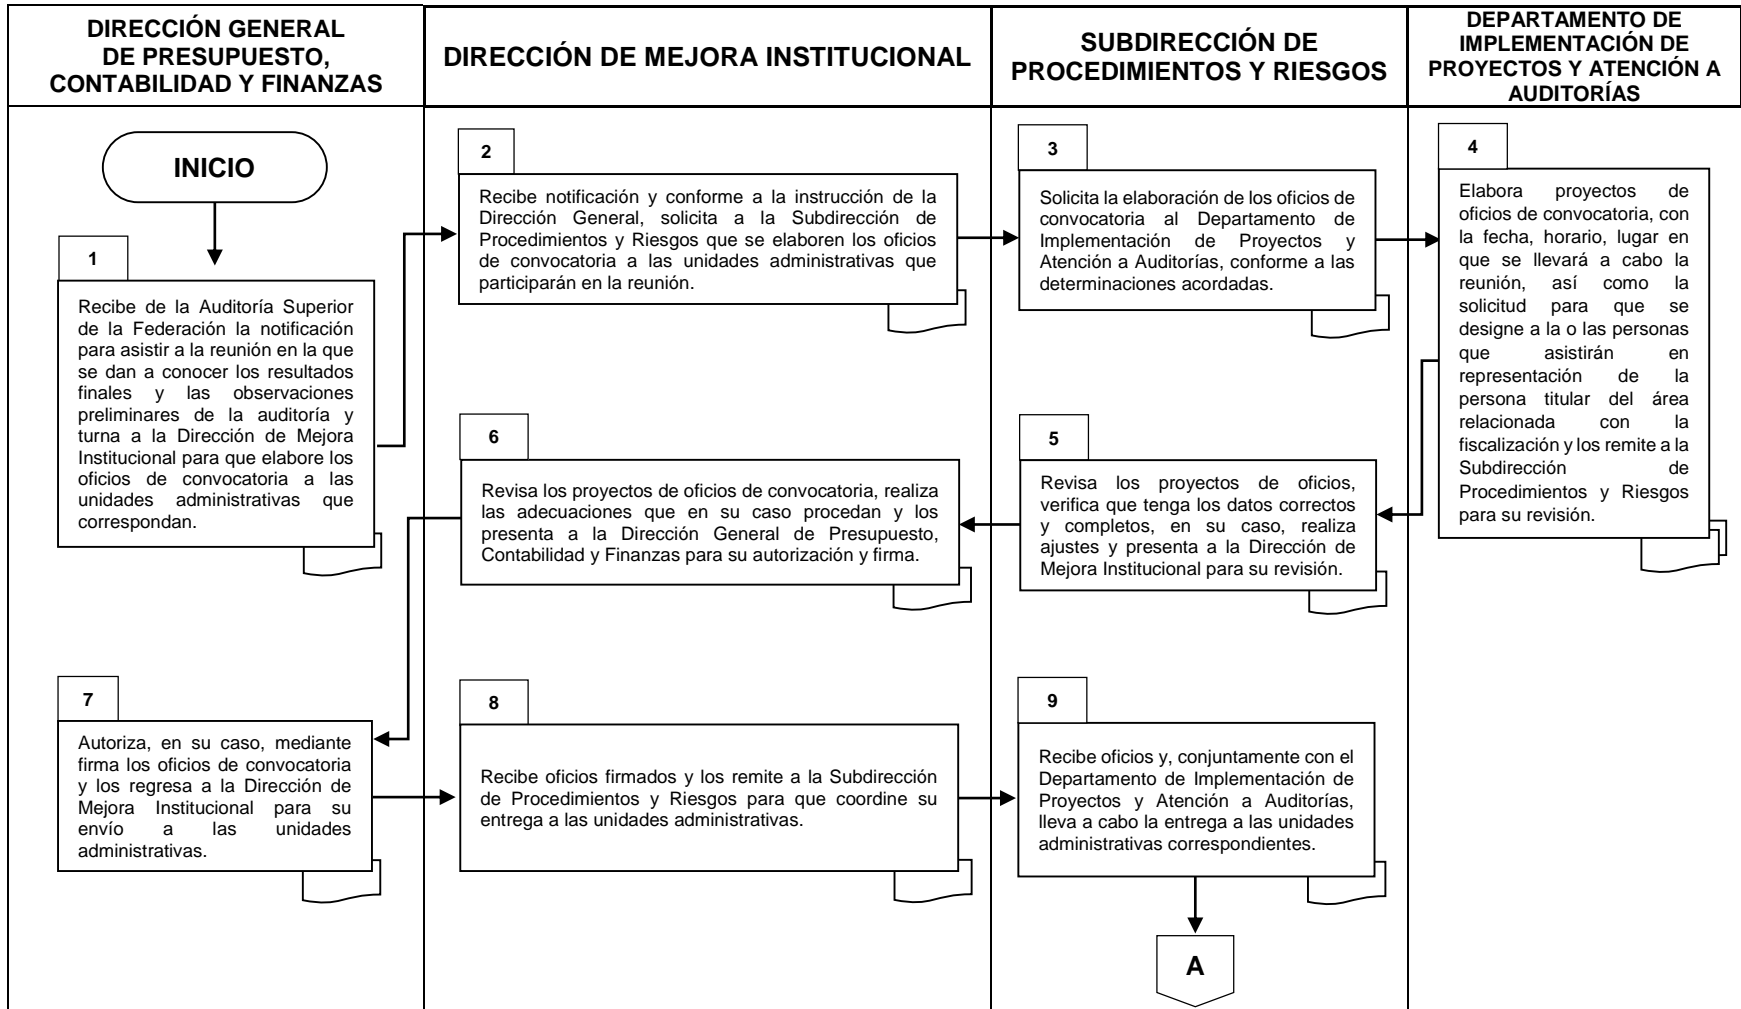 DIRECCIÓN GENERAL
DE PRESUPUESTO,
CONTABILIDAD Y FINANZAS
DIRECCIÓN DE MEJORA INSTITUCIONAL
SUBDIRECCIÓN DE
PROCEDIMIENTOS Y RIESGOS
DEPARTAMENTO DE
IMPLEMENTACIÓN DE
PROYECTOS Y ATENCIÓN A
AUDITORÍAS
INICIO
1
Recibe de la Auditoría Superior
de la Federación la notificación
para asistir a la reunión en la que
se dan a conocer los resultados
finales y las observaciones
preliminares de la auditoría y
turna a la Dirección de Mejora
Institucional para que elabore los
oficios de convocatoria a las
unidades administrativas que
correspondan.
2
Recibe notificación y conforme a la instrucción de la
Dirección General, solicita a la Subdirección de
Procedimientos y Riesgos que se elaboren los oficios
de convocatoria a las unidades administrativas que
participarán en la reunión.
3
Solicita la elaboración de los oficios de
convocatoria al Departamento de
Implementación de Proyectos y
Atención a Auditorías, conforme a las
determinaciones acordadas.
4
Elabora proyectos de
oficios de convocatoria, con
la fecha, horario, lugar en
que se llevará a cabo la
reunión, así como la
solicitud para que se
designe a la o las personas
que asistirán en
representación de la
persona titular del área
relacionada con la
fiscalización y los remite a la
Subdirección de
Procedimientos y Riesgos
para su revisión.
5
Revisa los proyectos de oficios,
verifica que tenga los datos correctos
y completos, en su caso, realiza
ajustes y presenta a la Dirección de
Mejora Institucional para su revisión.
6
Revisa los proyectos de oficios de convocatoria, realiza
las adecuaciones que en su caso procedan y los
presenta a la Dirección General de Presupuesto,
Contabilidad y Finanzas para su autorización y firma.
7
Autoriza, en su caso, mediante
firma los oficios de convocatoria
y los regresa a la Dirección de
Mejora Institucional para su
envío a las unidades
administrativas.
8
Recibe oficios firmados y los remite a la Subdirección
de Procedimientos y Riesgos para que coordine su
entrega a las unidades administrativas.
9
Recibe oficios y, conjuntamente con el
Departamento de Implementación de
Proyectos y Atención a Auditorías,
lleva a cabo la entrega a las unidades
administrativas correspondientes.
A